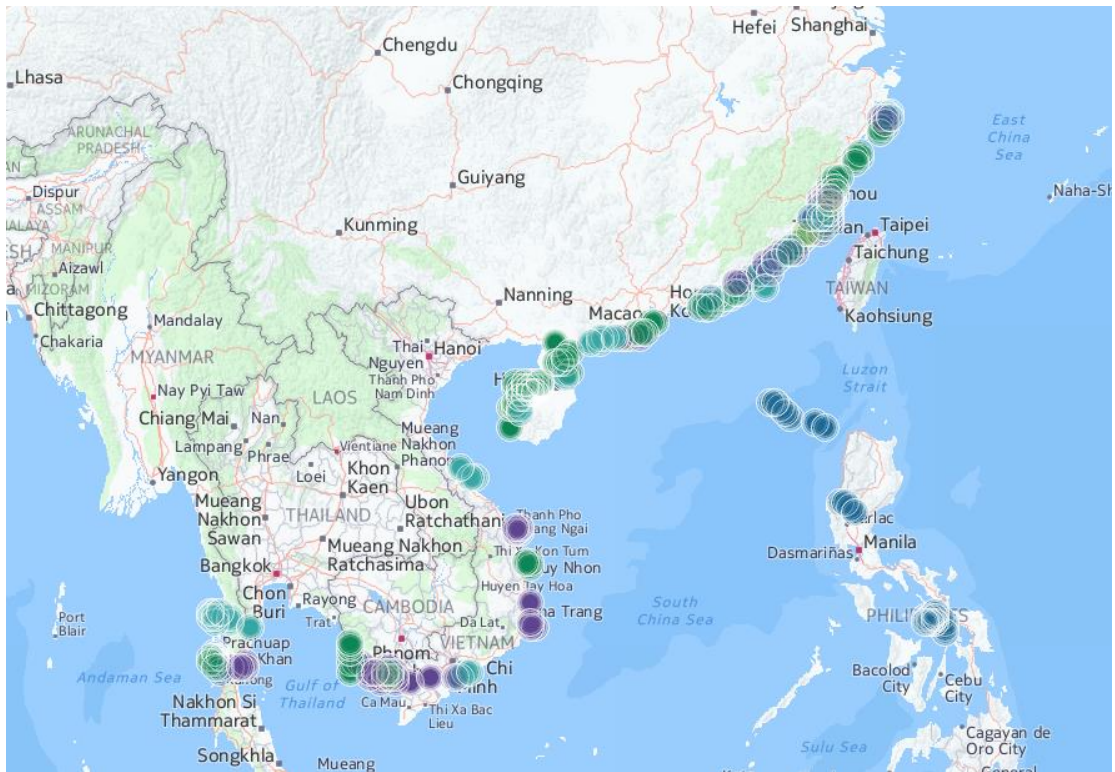 Hefei
Shanghai
Chengdu
Lhasa
Chongqing
ARUNACHAL
PRADESH
East
China
Sea
Guiyang
Dispur
ASSAM
Naha-Sh
Kunming
MANIPUR
Taipei
Aizawl
Taichung
MIZORAM
Nanning
TAIWAN
Chittagong
Macao
Kaohsiung
Mandalay
Chakaria
Thai
Nguyen
Hanoi
MYANMAR
Thanh Pho
Nam Dinh
Luzon
Strait
Nay Pyi Taw
LAOS
Chiang Mai
Nan
Mueang
Nakhon
Phanom
Lampang
Phrae
Vientiane
Loei
Khon
Kaen
Yangon
Mueang
Nakhon
Sawan
THAILAND
Ubon
Ratchathani
Thanh Pho
Mueang Nakhon
Ratchasima
Kon Tum
Manila
Dasmariñas
Bangkok
Chon
Buri
Rayong
Trat
CAMBODIA
Da Lat
VIETNAM
South
China Sea
PHILIPPINES
Port
Blair
Prachuap
Khan
Phnom
Chi
Minh
Andaman Sea
Gulf of
Thailand
Bacolod
City
Cebu
City
Nakhon Si
Thammarat
Ca Mau
Thi Xa Bac
Lieu
Cagayan de
Oro City
Songkhla
Mueang
Sulu Sea
General